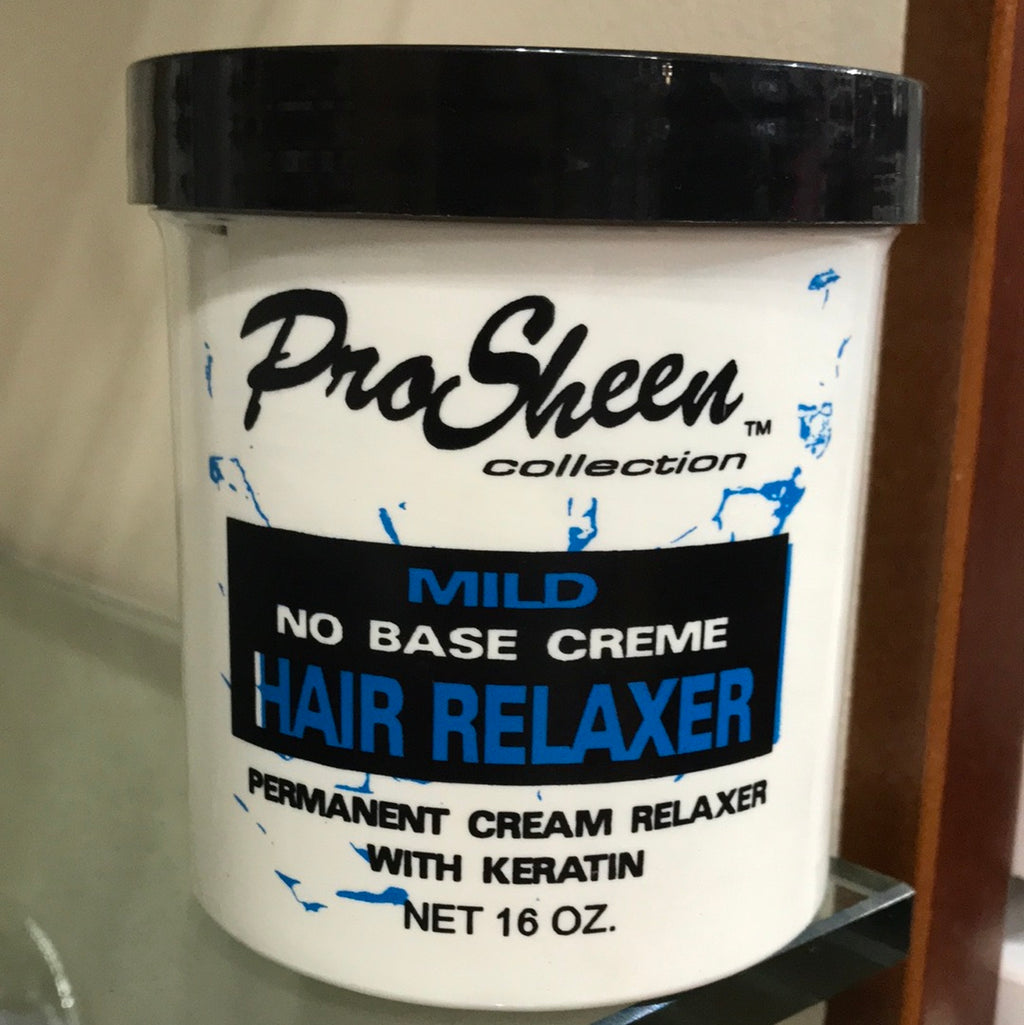 ProSheen™
collection
MILD
NO BASE CREME
HAIR RELAXER
PERMANENT CREAM RELAXER
WITH KERATIN
NET 16 OZ.